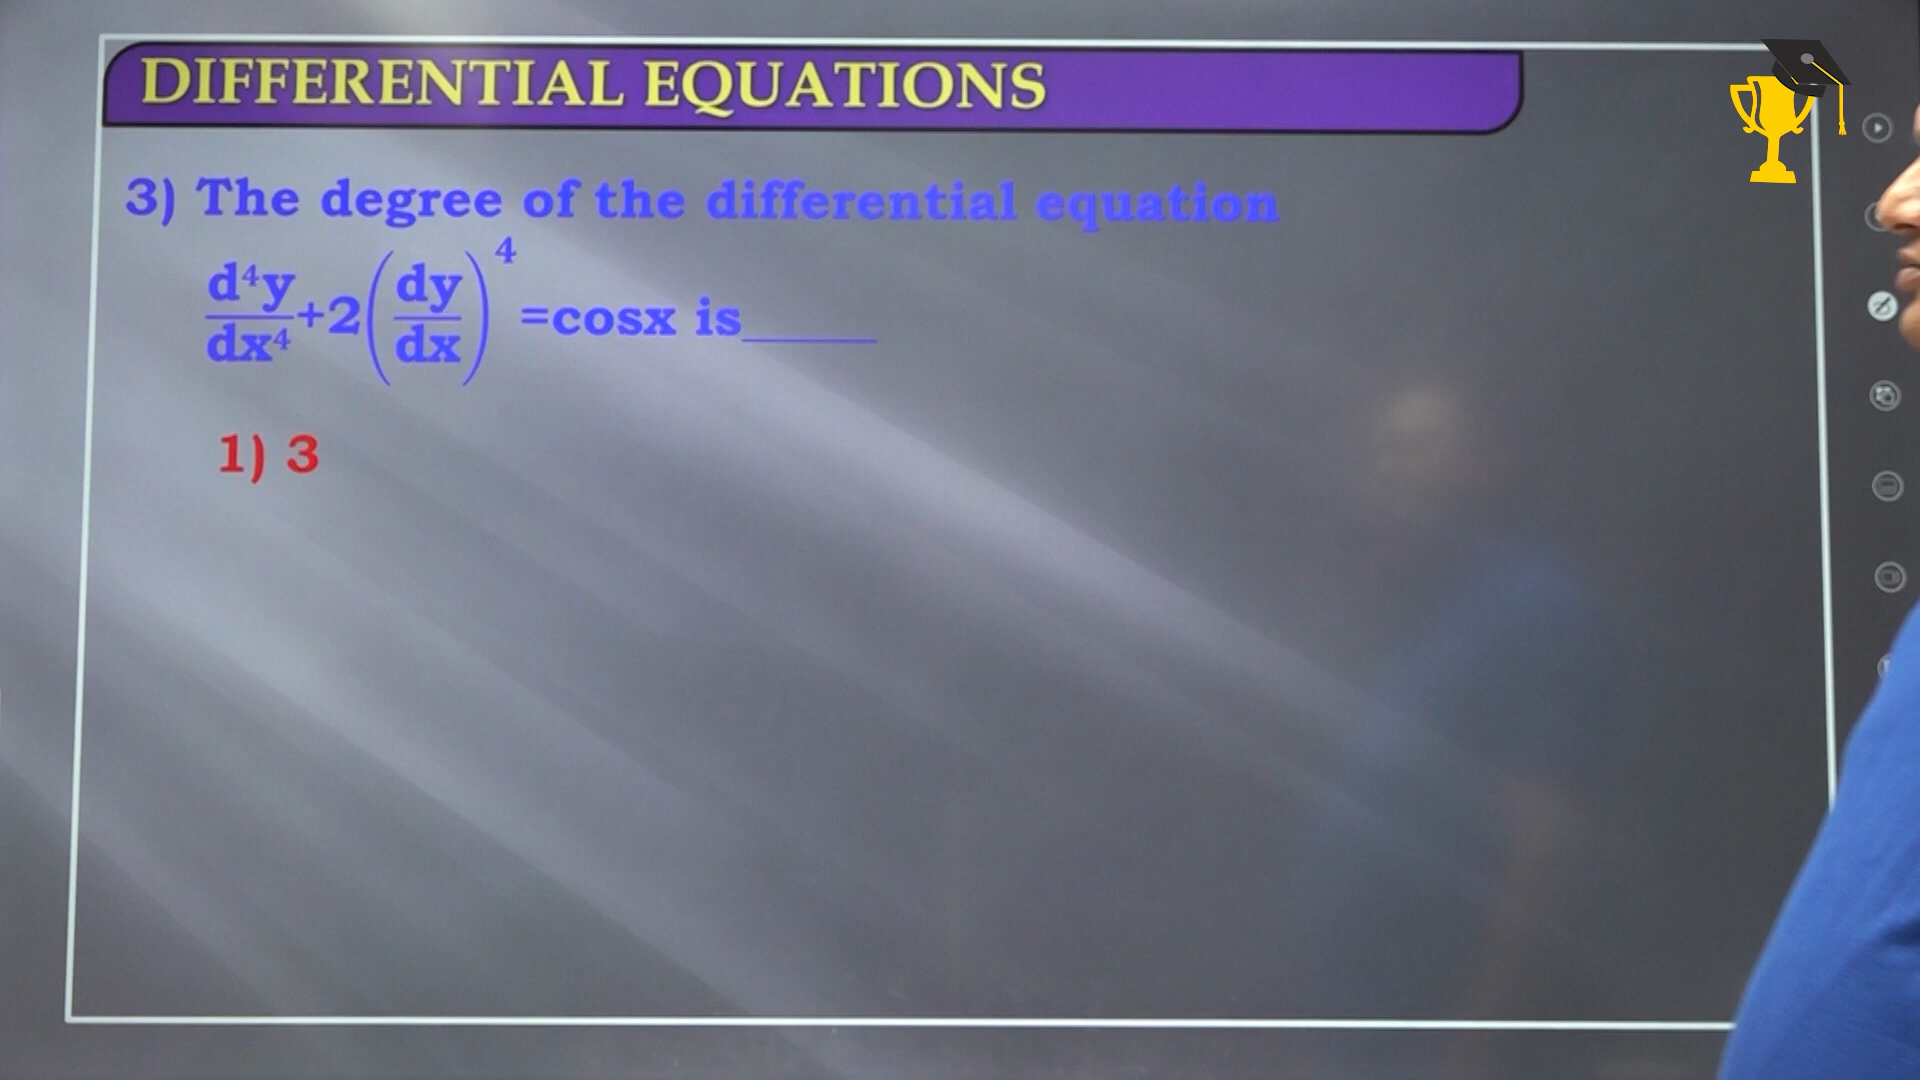 DIFFERENTIAL EQUATIONS
3) The degree of the differential equation
d⁴y/dx⁴+2(dy/dx)⁴=cosx is_____
1) 3